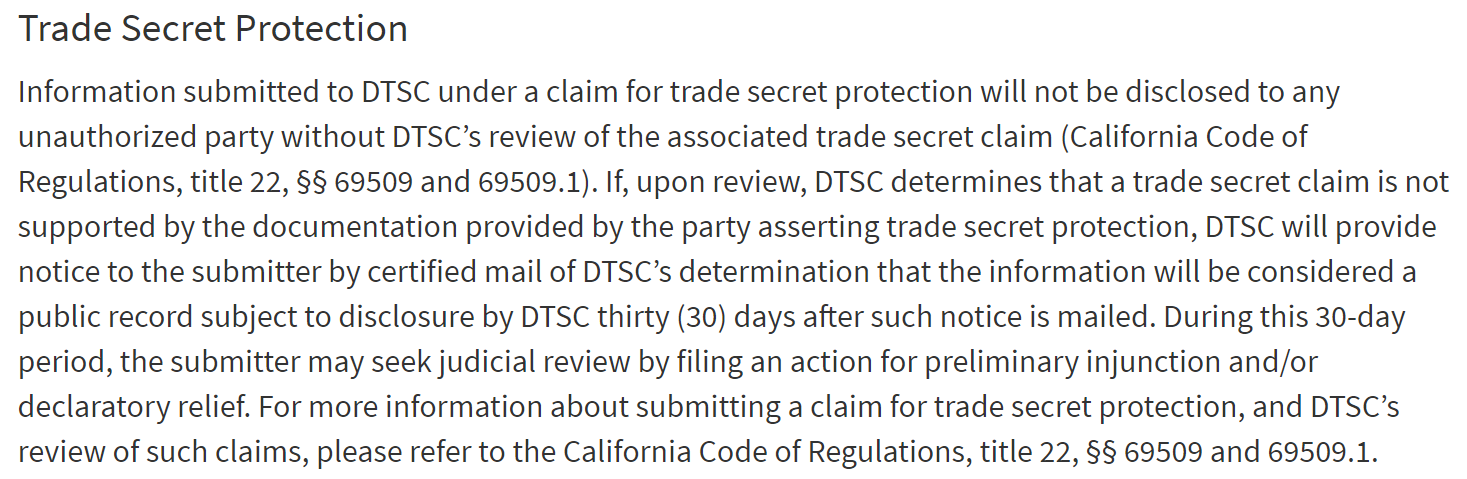 Trade Secret Protection
Information submitted to DTSC under a claim for trade secret protection will not be disclosed to any
unauthorized party without DTSC’s review of the associated trade secret claim (California Code of
Regulations, title 22, §§ 69509 and 69509.1). If, upon review, DTSC determines that a trade secret claim is not
supported by the documentation provided by the party asserting trade secret protection, DTSC will provide
notice to the submitter by certified mail of DTSC’s determination that the information will be considered a
public record subject to disclosure by DTSC thirty (30) days after such notice is mailed. During this 30-day
period, the submitter may seek judicial review by filing an action for preliminary injunction and/or
declaratory relief. For more information about submitting a claim for trade secret protection, and DTSC’s
review of such claims, please refer to the California Code of Regulations, title 22, §§ 69509 and 69509.1.